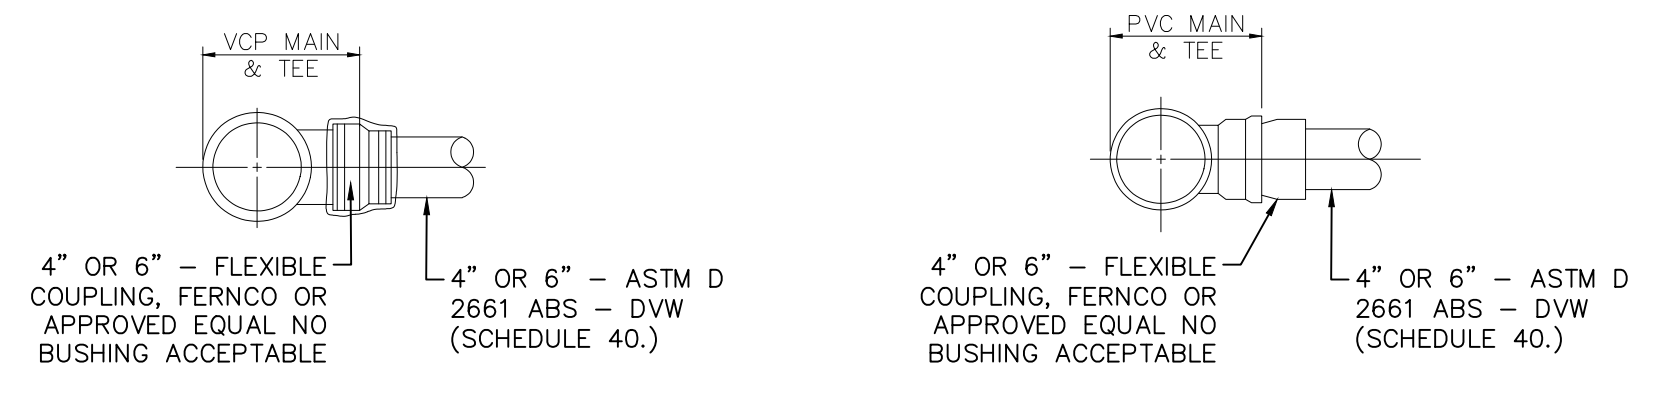 VCP MAIN
& TEE
4” OR 6” – FLEXIBLE
COUPLING, FERNCO OR
APPROVED EQUAL NO
BUSHING ACCEPTABLE
4” OR 6” – ASTM D
2661 ABS – DVW
(SCHEDULE 40.)
PVC MAIN
& TEE
4” OR 6” – FLEXIBLE
COUPLING, FERNCO OR
APPROVED EQUAL NO
BUSHING ACCEPTABLE
4” OR 6” – ASTM D
2661 ABS – DVW
(SCHEDULE 40.)